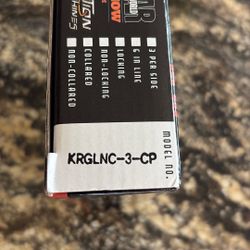 3 PER SIDE
6 IN LINE
LOCKING
NON-LOCKING
COLLARED
NON-COLLARED
KRGLNC-3-CP
MODEL NO.